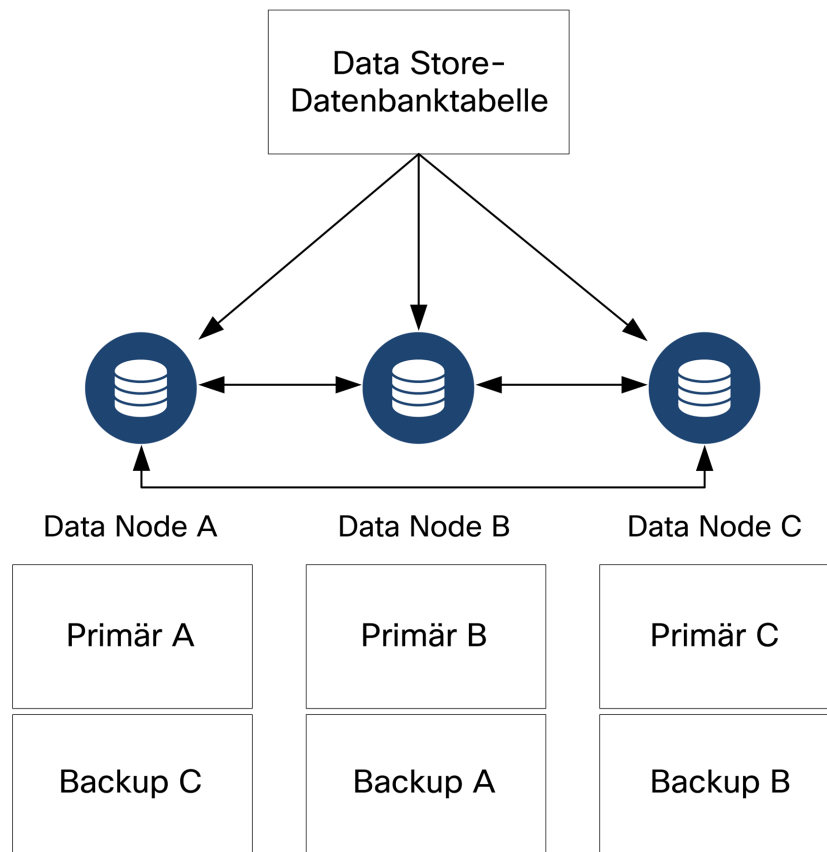 Data Store-
Datenbanktabelle
Data Node A
Data Node B
Data Node C
Primär A
Primär B
Primär C
Backup C
Backup A
Backup B